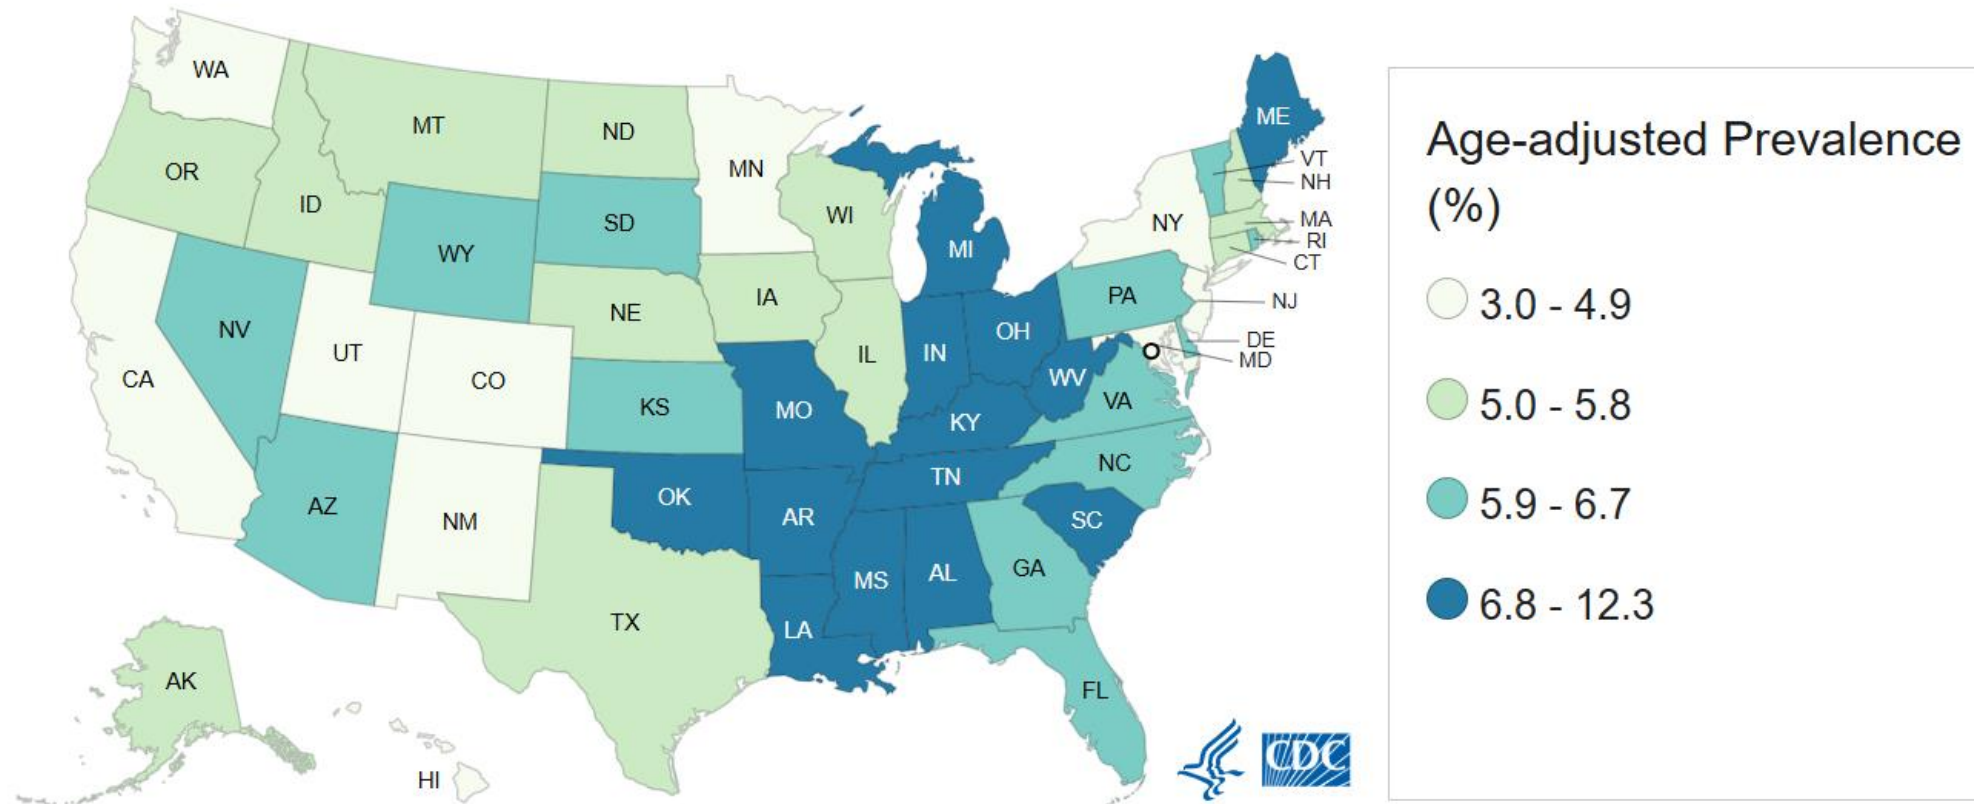 WA
MT
ND
MN
OR
ID
WI
SD
WY
MI
ME
VT
NH
NY
MA
RI
CT
IA
NE
PA
NJ
NV
UT
CO
IL
IN
OH
DE
MD
CA
KS
MO
WV
VA
KY
NC
TN
AZ
NM
OK
AR
SC
MS
AL
GA
TX
LA
AK
FL
HI
CDC
Age-adjusted Prevalence
(%)
3.0 - 4.9
5.0 - 5.8
5.9 - 6.7
6.8 - 12.3